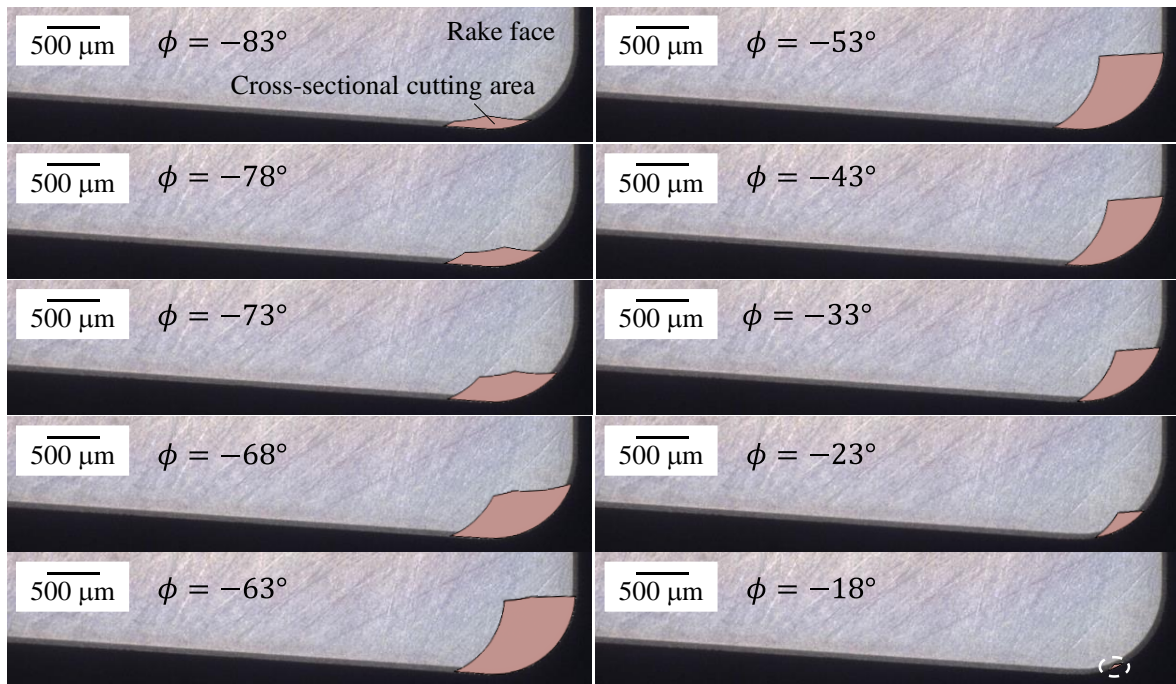 500 μm
ϕ = −83°
Rake face
Cross-sectional cutting area
500 μm
ϕ = −78°
500 μm
ϕ = −73°
500 μm
ϕ = −68°
500 μm
ϕ = −63°
500 μm
ϕ = −53°
500 μm
ϕ = −43°
500 μm
ϕ = −33°
500 μm
ϕ = −23°
500 μm
ϕ = −18°